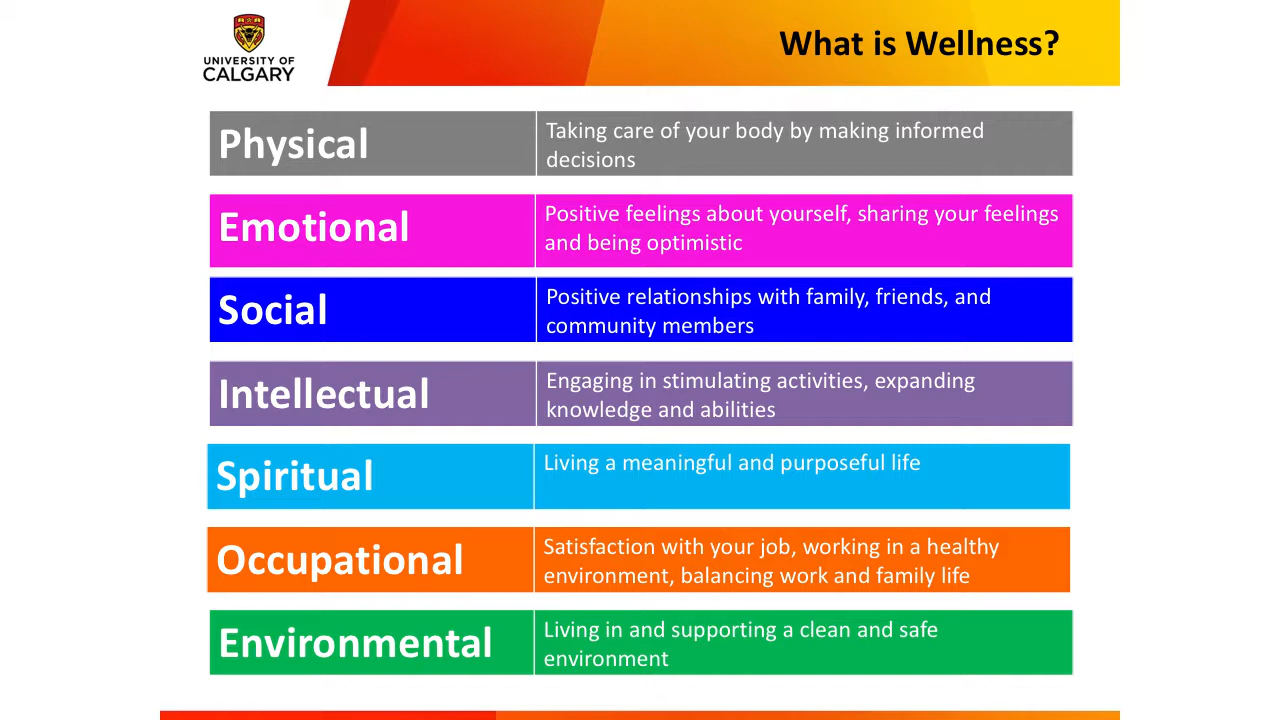 UNIVERSITY OF
CALGARY
What is Wellness?
Physical
Taking care of your body by making informed
decisions
Emotional
Positive feelings about yourself, sharing your feelings
and being optimistic
Social
Positive relationships with family, friends, and
community members
Intellectual
Engaging in stimulating activities, expanding
knowledge and abilities
Spiritual
Living a meaningful and purposeful life
Occupational
Satisfaction with your job, working in a healthy
environment, balancing work and family life
Environmental
Living in and supporting a clean and safe
environment